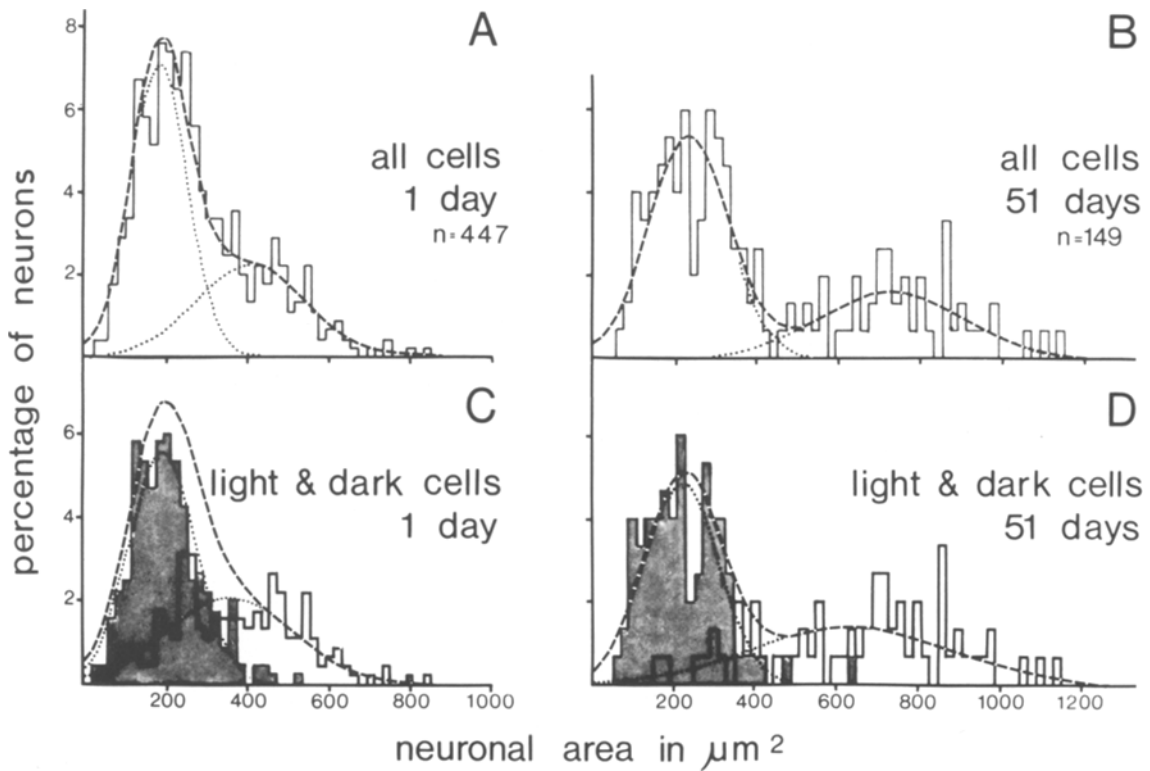 A
B
8
6
4
2
all cells
1 day
n=447
all cells
51 days
n=149
C
D
6
4
2
light & dark cells
1 day
light & dark cells
51 days
200 400 600 800 1000
200 400 600 800 1000 1200
percentage of neurons
neuronal area in μm²